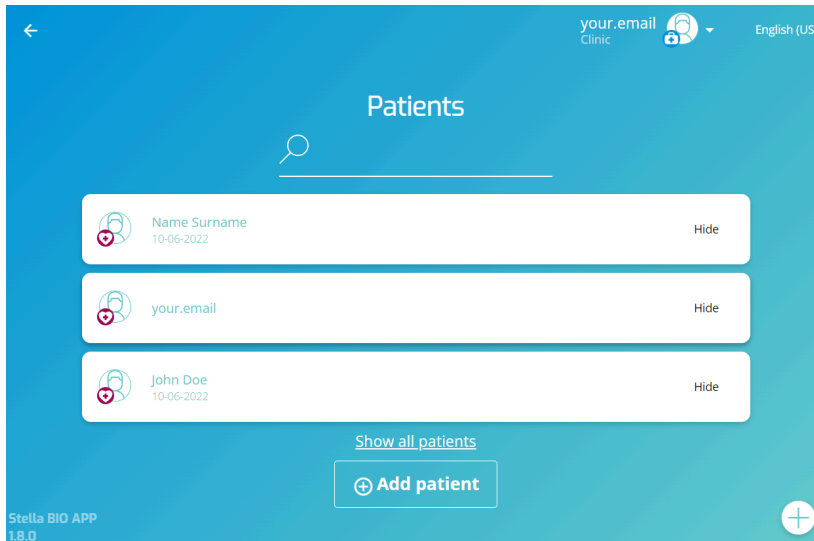 your.email
Clinic
English (US
Patients
Name Surname
10-06-2022
Hide
your.email
Hide
John Doe
10-06-2022
Hide
Show all patients
Add patient
Stella BIO APP
1.8.0